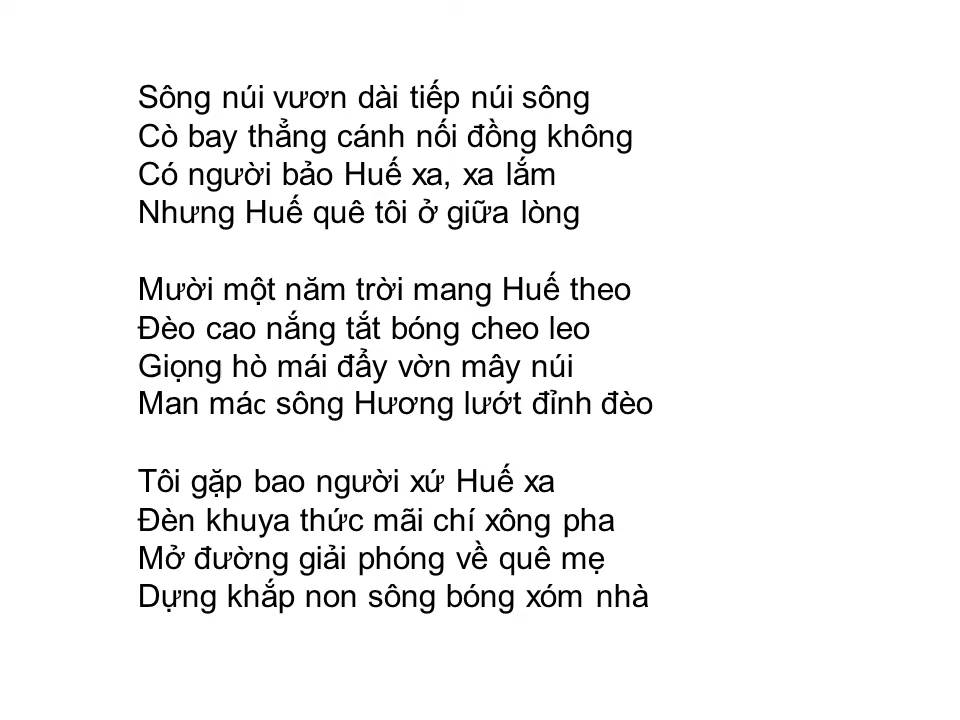 Sông núi vươn dài tiếp núi sông
Cò bay thẳng cánh nối đồng không
Có người bảo Huế xa, xa lắm
Nhưng Huế quê tôi ở giữa lòng
Mười một năm trời mang Huế theo
Đèo cao nắng tắt bóng cheo leo
Giọng hò mái đẩy vờn mây núi
Man mác sông Hương lướt đỉnh đèo
Tôi gặp bao người xứ Huế xa
Đèn khuya thức mãi chí xông pha
Mở đường giải phóng về quê mẹ
Dựng khắp non sông bóng xóm nhà